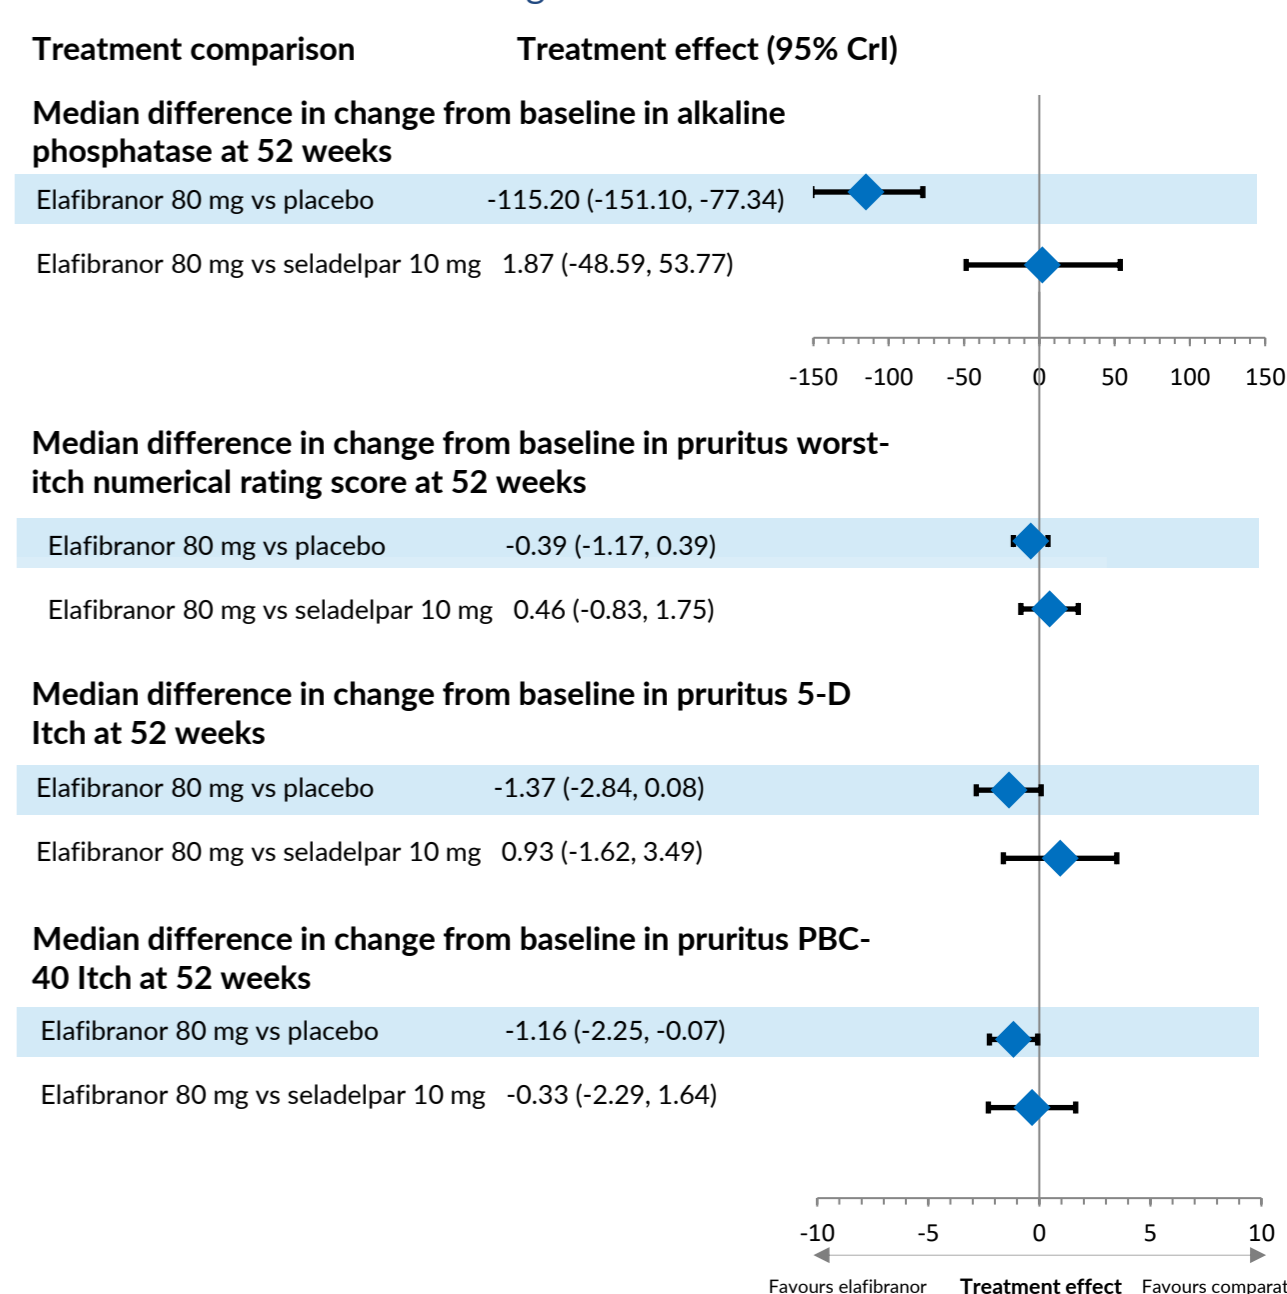 Treatment comparison Treatment effect (95% CrI)
Median difference in change from baseline in alkaline
phosphatase at 52 weeks
Elafibranor 80 mg vs placebo -115.20 (-151.10, -77.34)
Elafibranor 80 mg vs seladelpar 10 mg 1.87 (-48.59, 53.77)
-150 -100 -50 0 50 100 150
Median difference in change from baseline in pruritus worst-
itch numerical rating score at 52 weeks
Elafibranor 80 mg vs placebo -0.39 (-1.17, 0.39)
Elafibranor 80 mg vs seladelpar 10 mg 0.46 (-0.83, 1.75)
Median difference in change from baseline in pruritus 5-D
Itch at 52 weeks
Elafibranor 80 mg vs placebo -1.37 (-2.84, 0.08)
Elafibranor 80 mg vs seladelpar 10 mg 0.93 (-1.62, 3.49)
Median difference in change from baseline in pruritus PBC-
40 Itch at 52 weeks
Elafibranor 80 mg vs placebo -1.16 (-2.25, -0.07)
Elafibranor 80 mg vs seladelpar 10 mg -0.33 (-2.29, 1.64)
-10 -5 0 5 10
Favours elafibranor Treatment effect Favours comparat